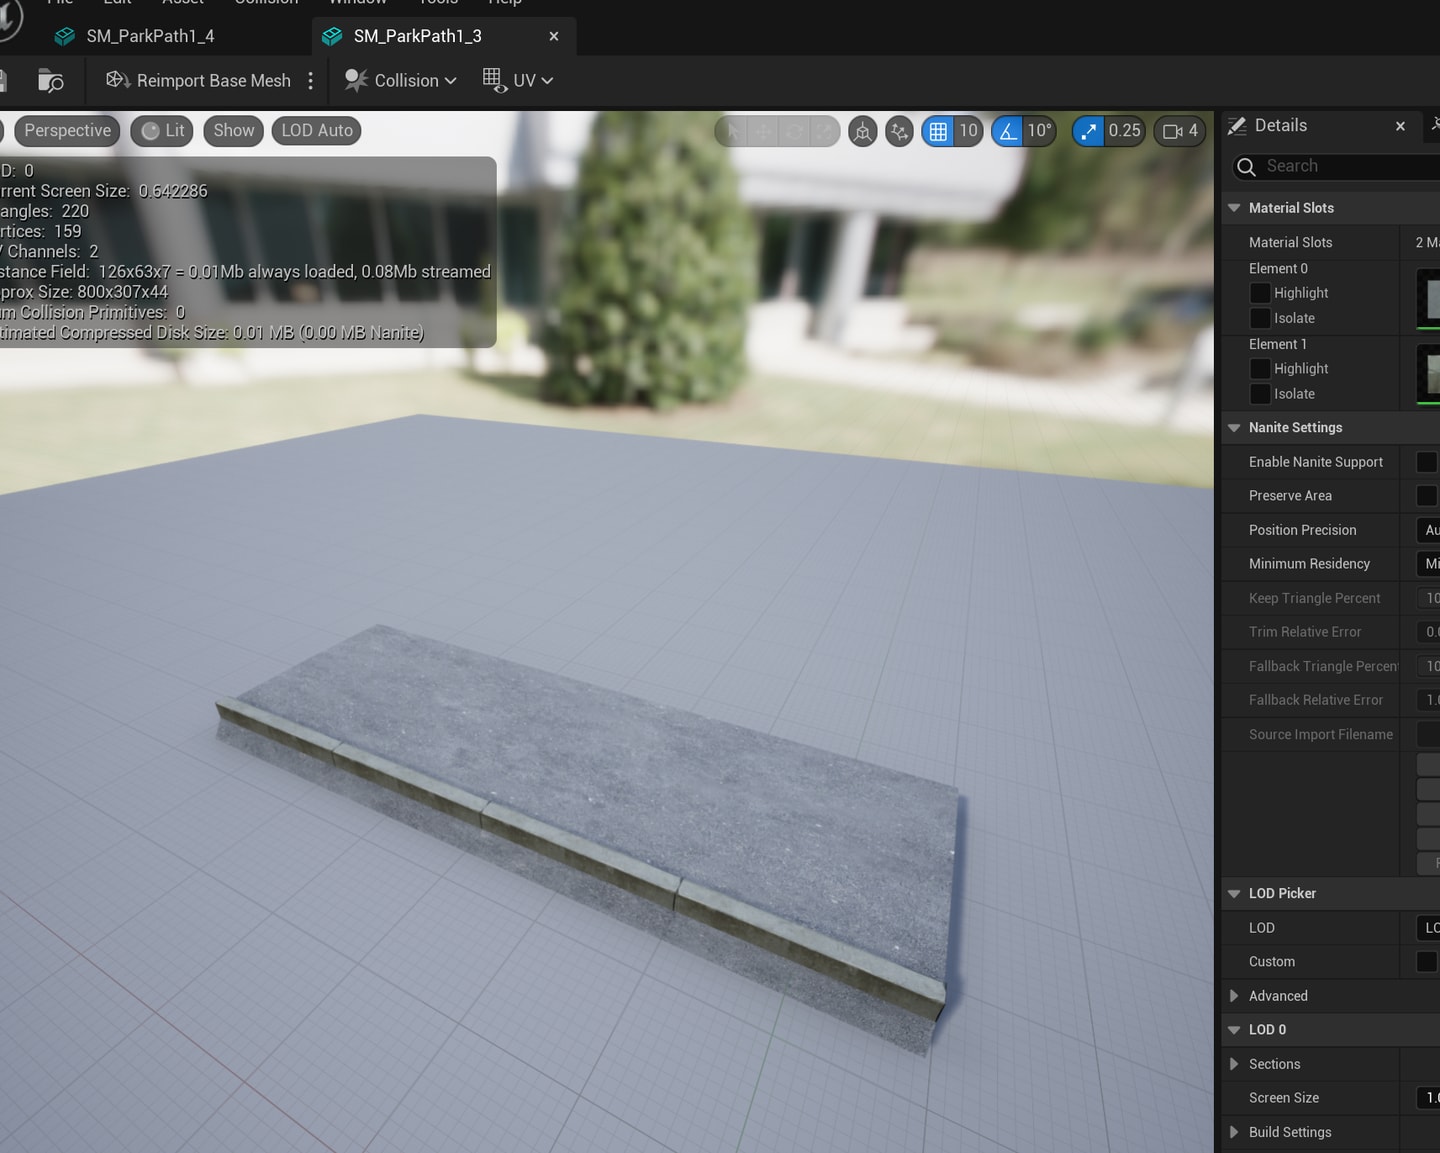 File Edit Asset Collision Window Tools Help
SM_ParkPath1_4
SM_ParkPath1_3
Reimport Base Mesh
Collision
UV
Perspective
Lit
Show
LOD Auto
10
10°
0.25
4
D: 0
rrent Screen Size: 0.642286
angles: 220
rtices: 159
V Channels: 2
stance Field: 126x63x7 = 0.01Mb always loaded, 0.08Mb streamed
prox Size: 800x307x44
um Collision Primitives: 0
timated Compressed Disk Size: 0.01 MB (0.00 MB Nanite)
Details
Search
Material Slots
Material Slots
2 Ma
Element 0
Highlight
Isolate
Element 1
Highlight
Isolate
Nanite Settings
Enable Nanite Support
Preserve Area
Position Precision
Au
Minimum Residency
Mi
Keep Triangle Percent
10
Trim Relative Error
0.0
Fallback Triangle Percent
10
Fallback Relative Error
1.0
Source Import Filename
LOD Picker
LOD
LO
Custom
Advanced
LOD 0
Sections
Screen Size
1.0
Build Settings